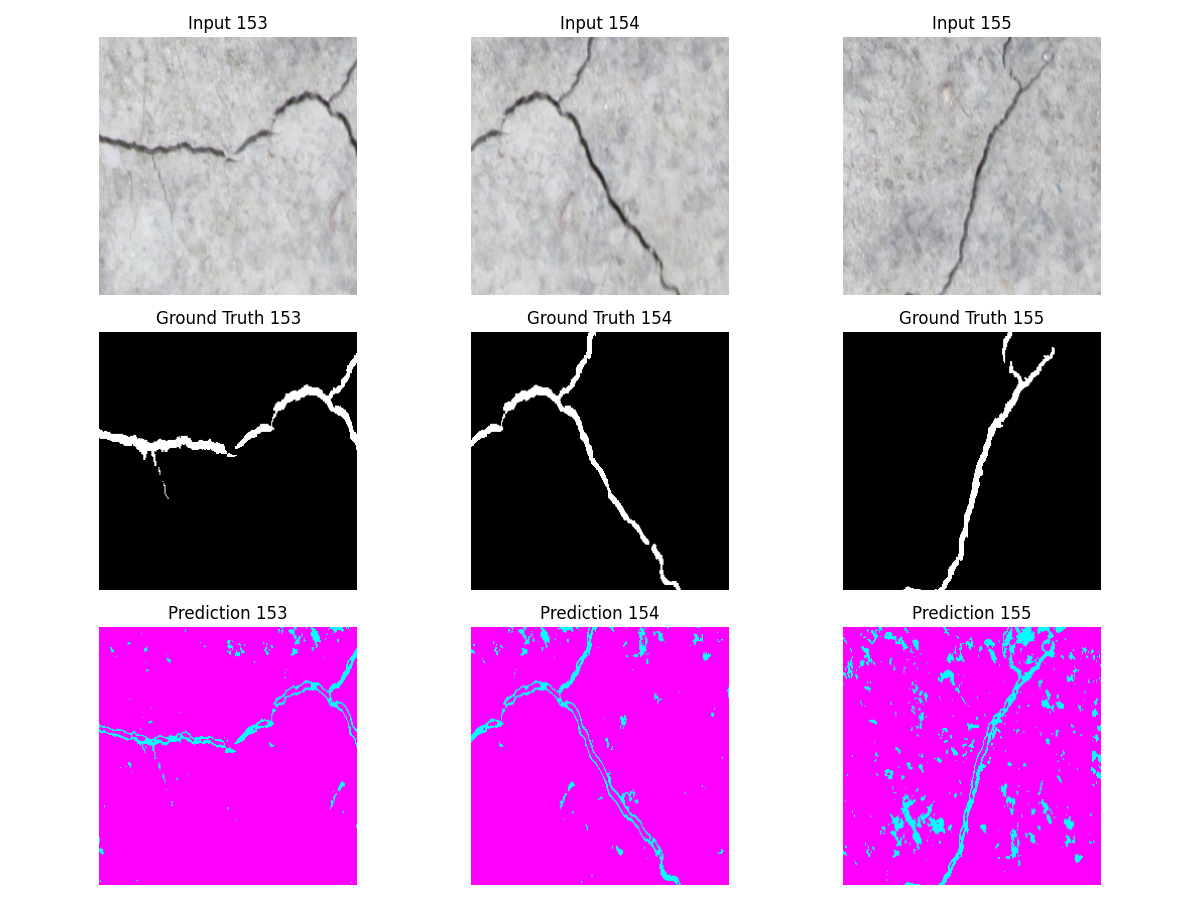 Input 153
Input 154
Input 155
Ground Truth 153
Ground Truth 154
Ground Truth 155
Prediction 153
Prediction 154
Prediction 155